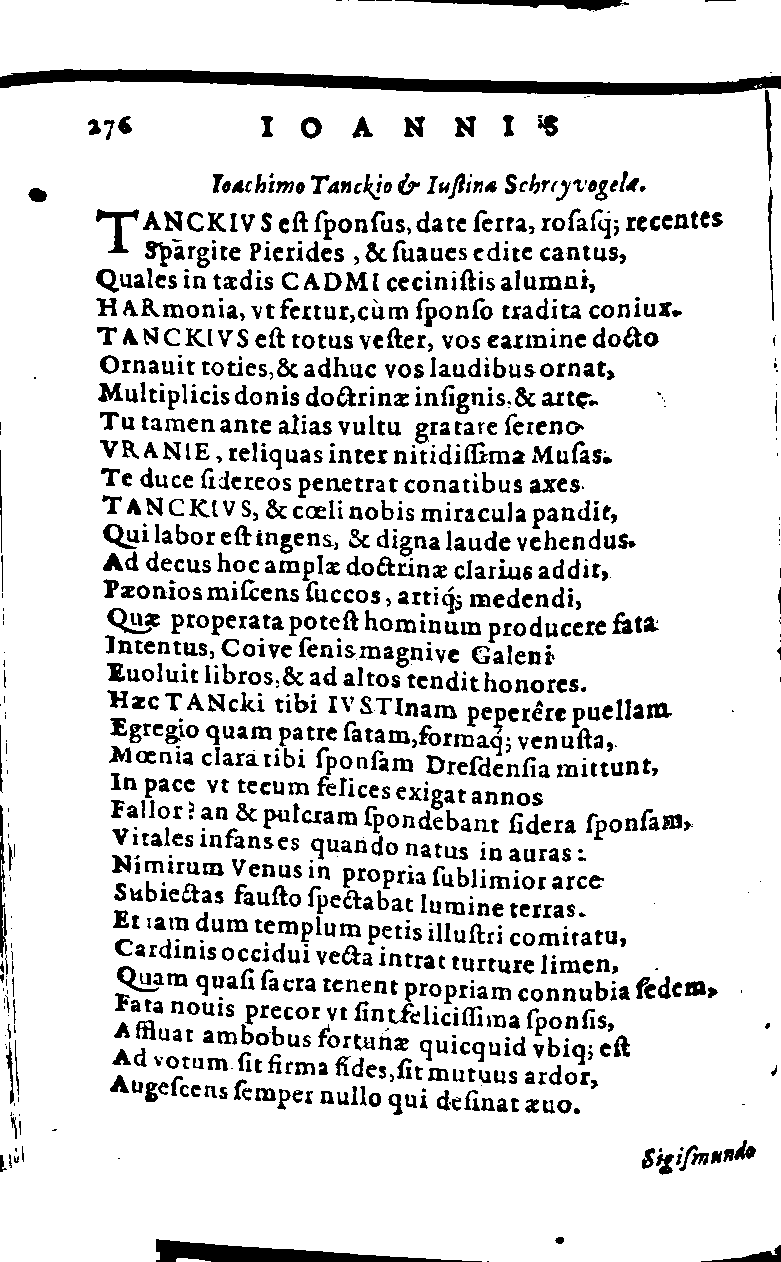 276 IOANNIS
Ioachimo Tanckio & Iuſtinæ Schreyvogelæ.
TANCKIVS eſt ſponſus, date ſerta, roſaſq; recentes
Spārgite Pierides, & ſuaues edite cantus,
Quales in tædis CADMI ceciniſtis alumni,
HARmonia, vt fertur, cùm ſponſo tradita coniux.
TANCKIVS eſt totus veſter, vos carmine docto
Ornauit toties, & adhuc vos laudibus ornat,
Multiplicis donis doctrinæ inſignis, & arte.
Tu tamen ante alias vultu gratare ſereno
VRANIE, reliquas inter nitidiſſima Muſas.
Te duce ſidereos penetrat conatibus axes
TANCKIVS, & cœli nobis miracula pandit,
Qui labor eſt ingens, & digna laude vehendus.
Ad decus hoc amplæ doctrinæ clarius addit,
Pæonios miſcens ſuccos, artiq́; medendi,
Quæ properata poteſt hominum producere fata
Intentus, Coive ſenis magnive Galeni
Euoluit libros, & ad altos tendit honores.
Hæc TANcki tibi IVSTInam peperêre puellam
Egregio quam patre ſatam, formaq́; venuſta,
Mœnia clara tibi ſponſam Dreſdenſia mittunt,
In pace vt tecum felices exigat annos
Fallor? an & pulcram ſpondebant ſidera ſponſam,
Vitales infans es quando natus in auras:
Nimirum Venus in propria ſublimior arce
Subiectas fauſto ſpectabat lumine terras.
Et iam dum templum petis illuſtri comitatu,
Cardinis occidui vecta intrat turture limen,
Quam quaſi ſacra tenent propriam connubia ſedem,
Fata nouis precor vt ſint feliciſſima ſponſis,
Affluat ambobus fortunæ quicquid vbiq; eſt
Ad votum ſit firma fides, ſit mutuus ardor,
Augeſcens ſemper nullo qui deſinat æuo.
Sigiſmundo